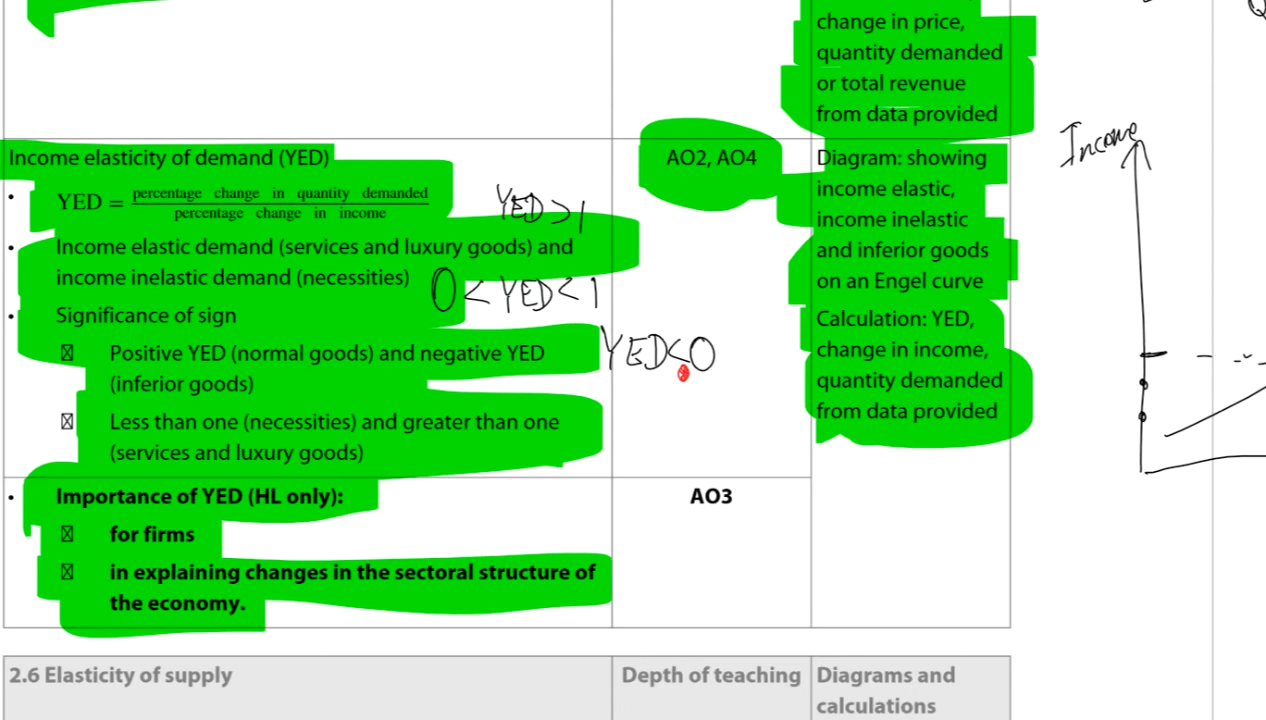 change in price,
quantity demanded
or total revenue
from data provided
Income elasticity of demand (YED)
• YED = percentage change in quantity demanded
percentage change in income
YED > 1
• Income elastic demand (services and luxury goods) and
income inelastic demand (necessities)
0 < YED < 1
• Significance of sign
Positive YED (normal goods) and negative YED
(inferior goods)
YED < 0
Less than one (necessities) and greater than one
(services and luxury goods)
AO2, AO4
Diagram: showing
income elastic,
income inelastic
and inferior goods
on an Engel curve
Calculation: YED,
change in income,
quantity demanded
from data provided
• Importance of YED (HL only):
for firms
in explaining changes in the sectoral structure of
the economy.
AO3
2.6 Elasticity of supply
Depth of teaching
Diagrams and
calculations
Income